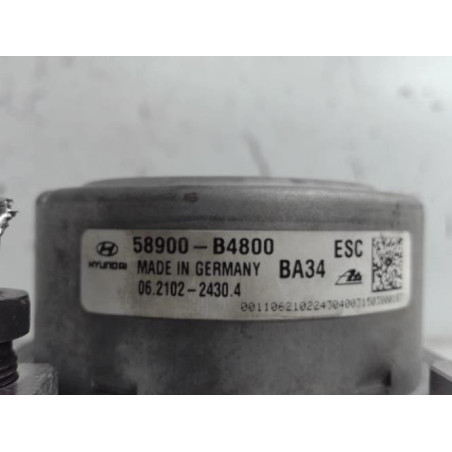 58900-B4800 ESC
HYUNDAI MADE IN GERMANY BA34
06.2102-2430.4